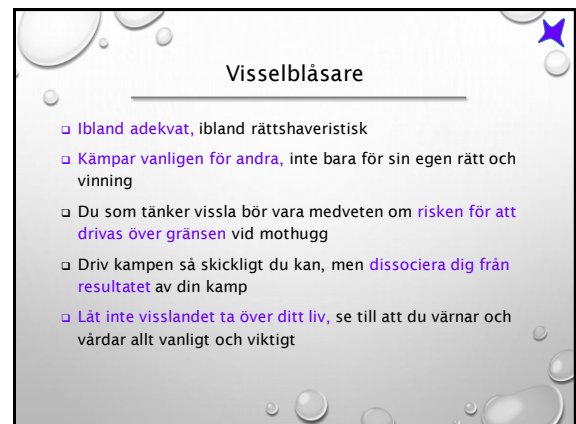 Visselblåsare
Ibland adekvat, ibland rättshaveristisk
Kämpar vanligen för andra, inte bara för sin egen rätt och
vinning
Du som tänker vissla bör vara medveten om risken för att
drivas över gränsen vid mothugg
Driv kampen så skickligt du kan, men dissociera dig från
resultatet av din kamp
Låt inte visslandet ta över ditt liv, se till att du värnar och
vårdar allt vanligt och viktigt